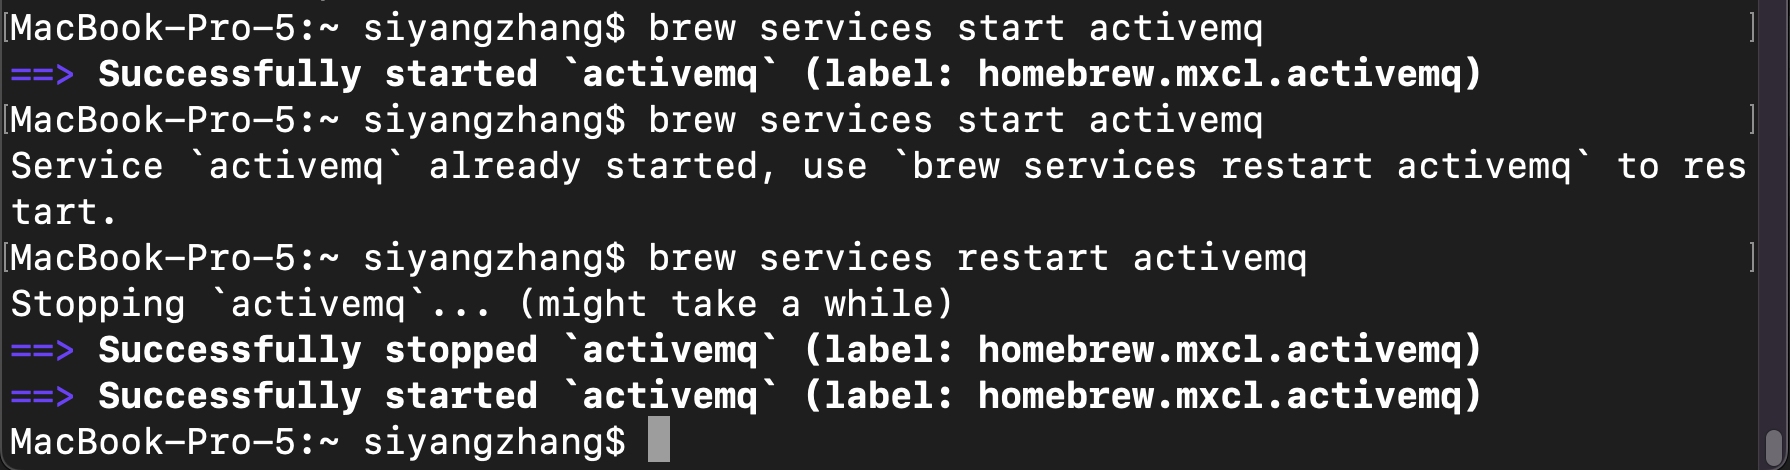 [MacBook-Pro-5:~ siyangzhang$ brew services start activemq ]
==> Successfully started `activemq` (label: homebrew.mxcl.activemq)
[MacBook-Pro-5:~ siyangzhang$ brew services start activemq ]
Service `activemq` already started, use `brew services restart activemq` to res
tart.
[MacBook-Pro-5:~ siyangzhang$ brew services restart activemq ]
Stopping `activemq`... (might take a while)
==> Successfully stopped `activemq` (label: homebrew.mxcl.activemq)
==> Successfully started `activemq` (label: homebrew.mxcl.activemq)
MacBook-Pro-5:~ siyangzhang$